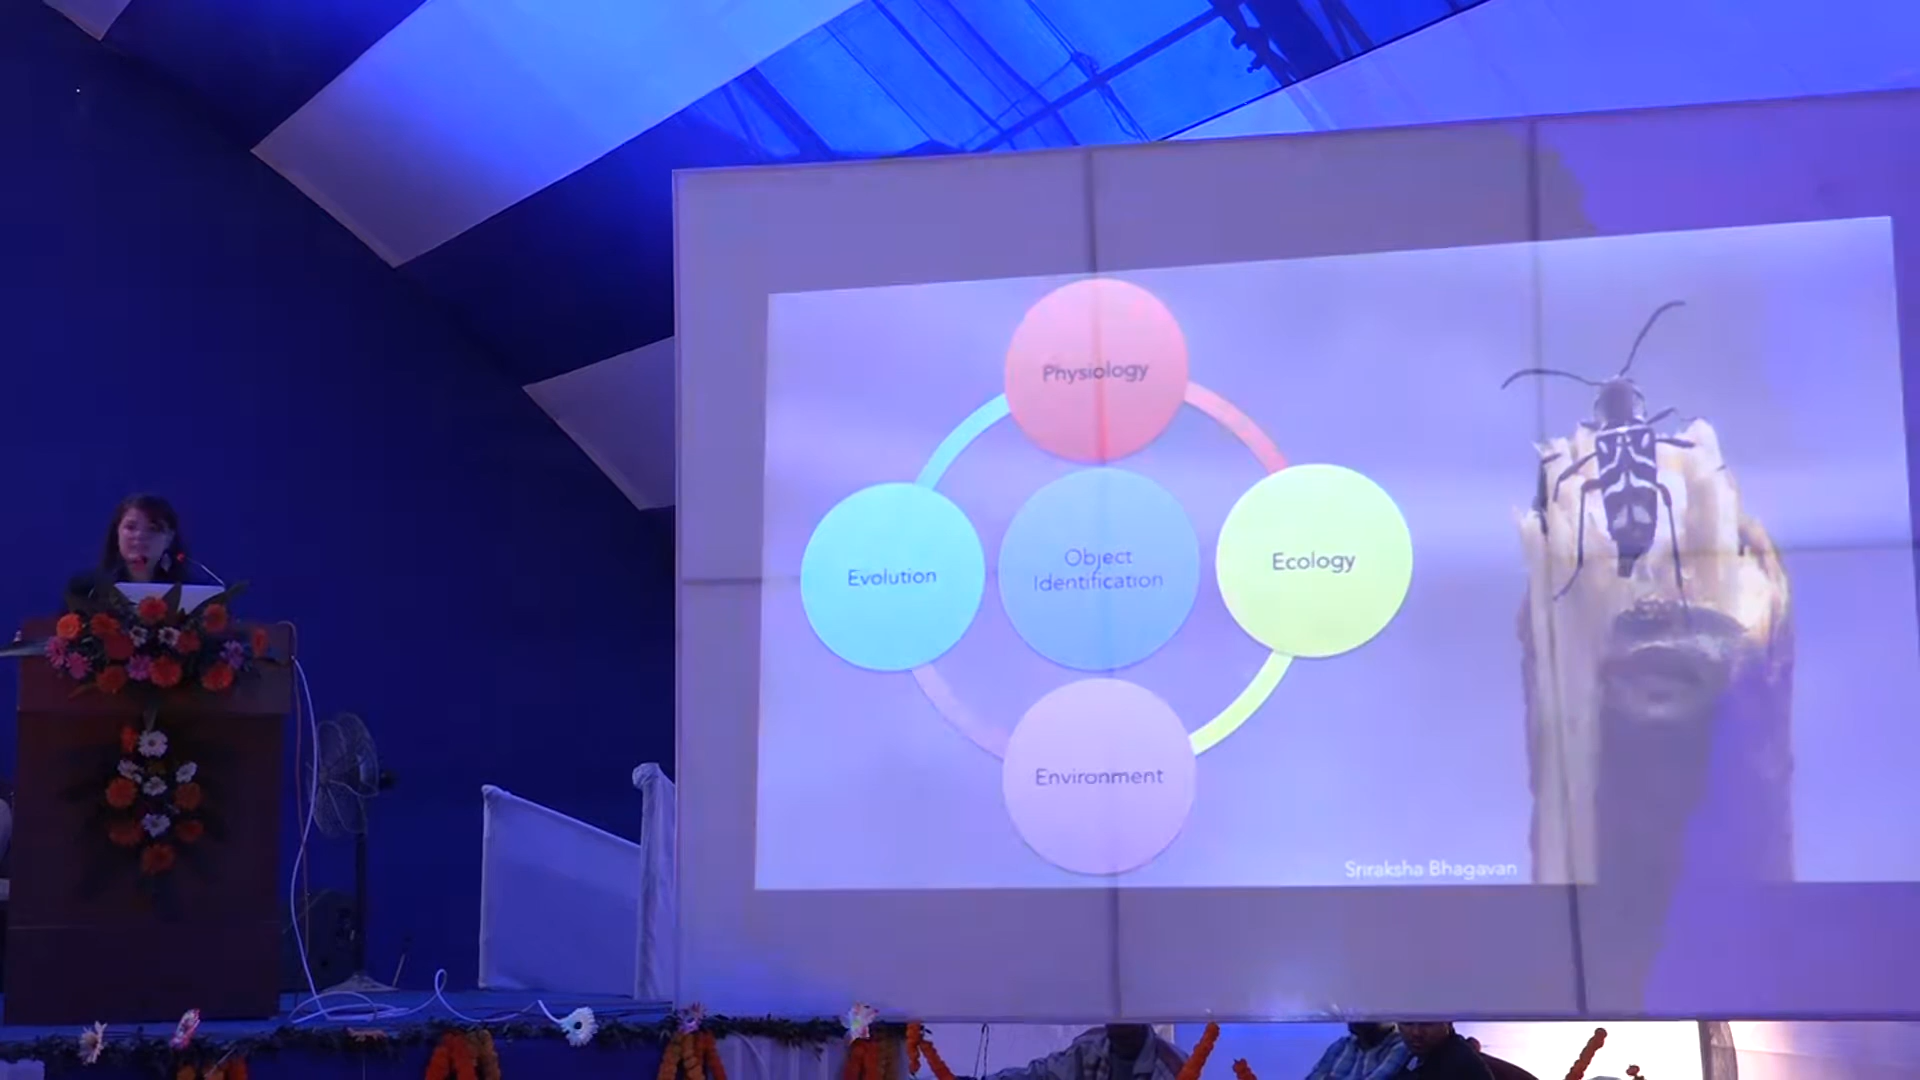 Physiology
Evolution
Object
Identification
Ecology
Environment
Sriraksha Bhagavan